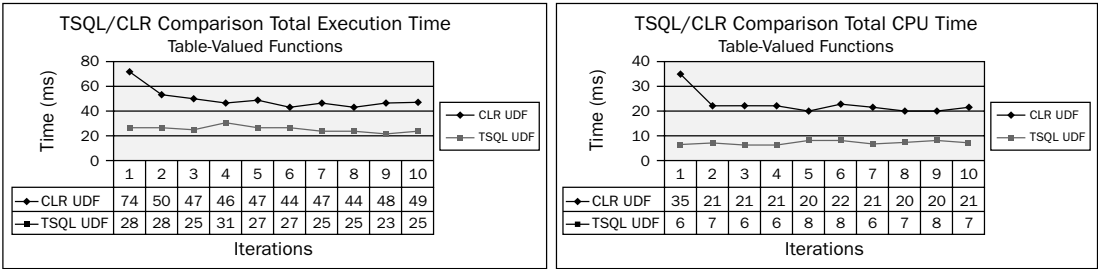 TSQL/CLR Comparison Total Execution Time
Table-Valued Functions
80
60
40
20
0
Time (ms)
CLR UDF
TSQL UDF
1 2 3 4 5 6 7 8 9 10
CLR UDF 74 50 47 46 47 44 47 44 48 49
TSQL UDF 28 28 25 31 27 27 25 25 23 25
Iterations
TSQL/CLR Comparison Total CPU Time
Table-Valued Functions
40
30
20
10
0
Time (ms)
CLR UDF
TSQL UDF
1 2 3 4 5 6 7 8 9 10
CLR UDF 35 21 21 21 20 22 21 20 20 21
TSQL UDF 6 7 6 6 8 8 6 7 8 7
Iterations